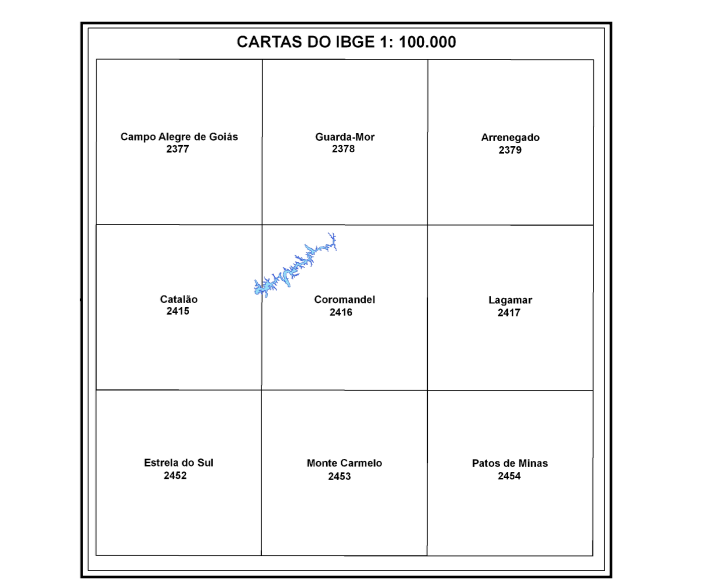 CARTAS DO IBGE 1: 100.000
Campo Alegre de Goiás
2377
Guarda-Mor
2378
Arrenegado
2379
Catalão
2415
Coromandel
2416
Lagamar
2417
Estrela do Sul
2452
Monte Carmelo
2453
Patos de Minas
2454